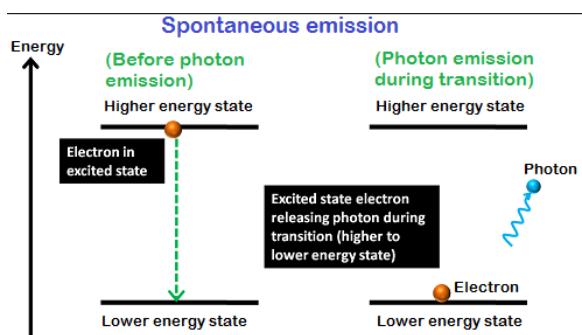 Spontaneous emission
Energy
(Before photon
emission)
Higher energy state
Electron in
excited state
Lower energy state
(Photon emission
during transition)
Higher energy state
Photon
Excited state electron
releasing photon during
transition (higher to
lower energy state)
Electron
Lower energy state